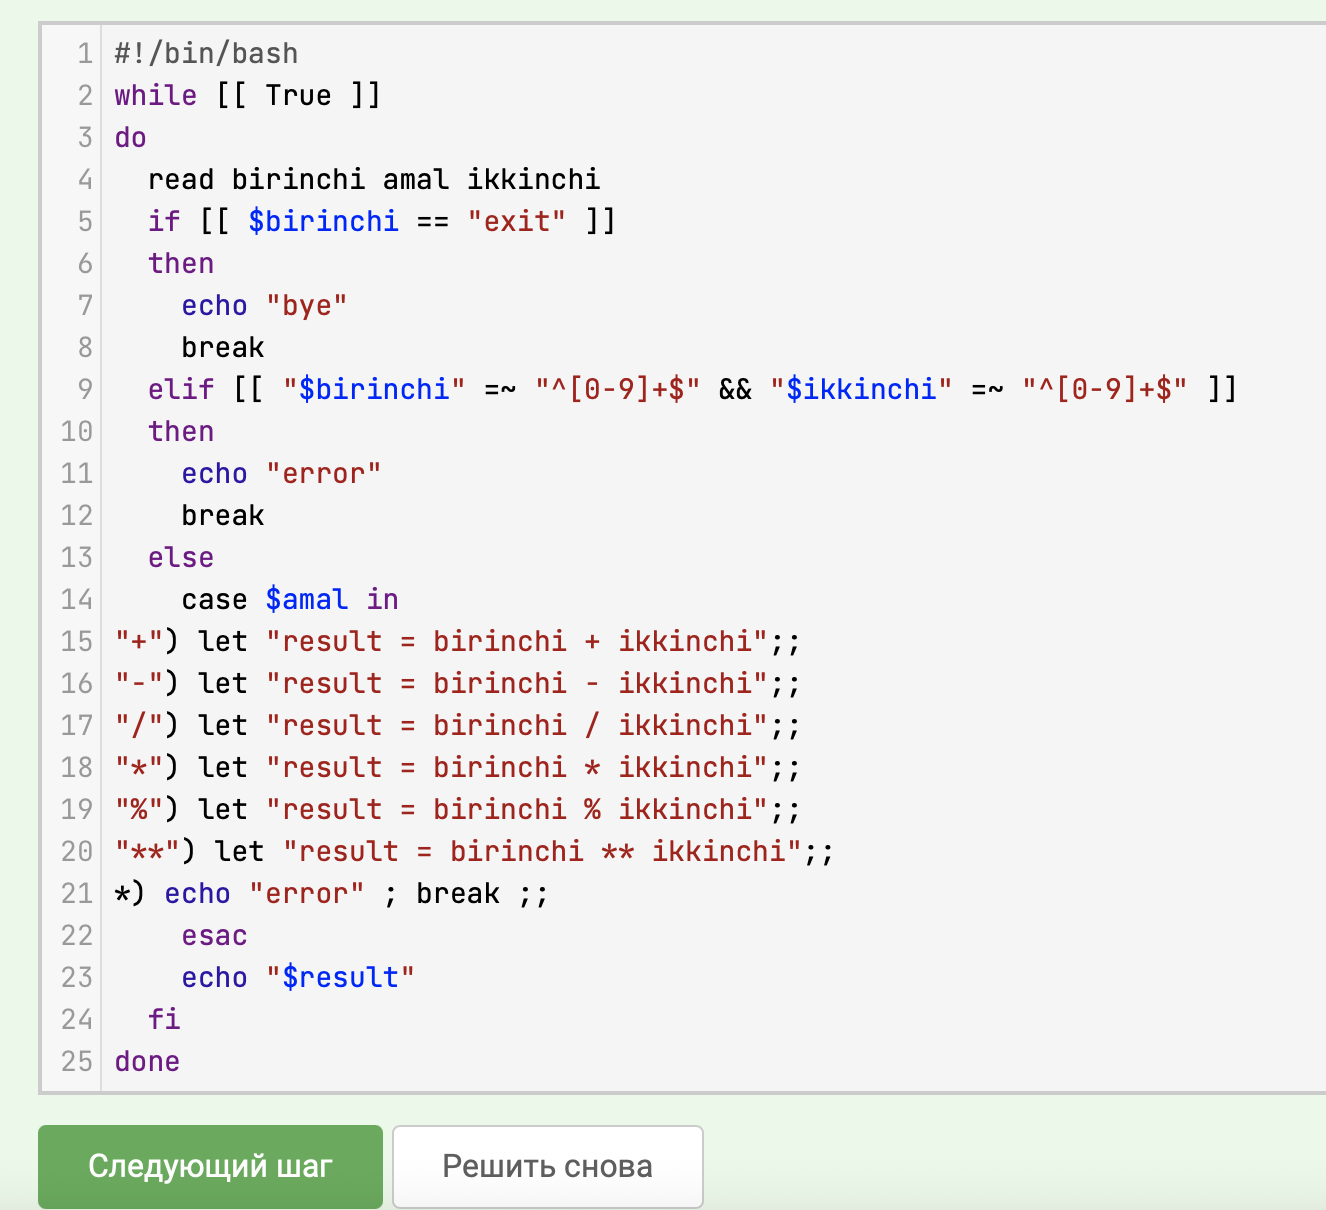 1 #!/bin/bash
2 while [[ True ]]
3 do
4   read birinchi amal ikkinchi
5   if [[ $birinchi == "exit" ]]
6   then
7     echo "bye"
8     break
9   elif [[ "$birinchi" =~ "^[0-9]+$" && "$ikkinchi" =~ "^[0-9]+$" ]]
10   then
11     echo "error"
12     break
13   else
14     case $amal in
15 "+") let "result = birinchi + ikkinchi";;
16 "-") let "result = birinchi - ikkinchi";;
17 "/") let "result = birinchi / ikkinchi";;
18 "*") let "result = birinchi * ikkinchi";;
19 "%") let "result = birinchi % ikkinchi";;
20 "**") let "result = birinchi ** ikkinchi";;
21 *) echo "error" ; break ;;
22     esac
23     echo "$result"
24   fi
25 done
Следующий шаг Решить снова